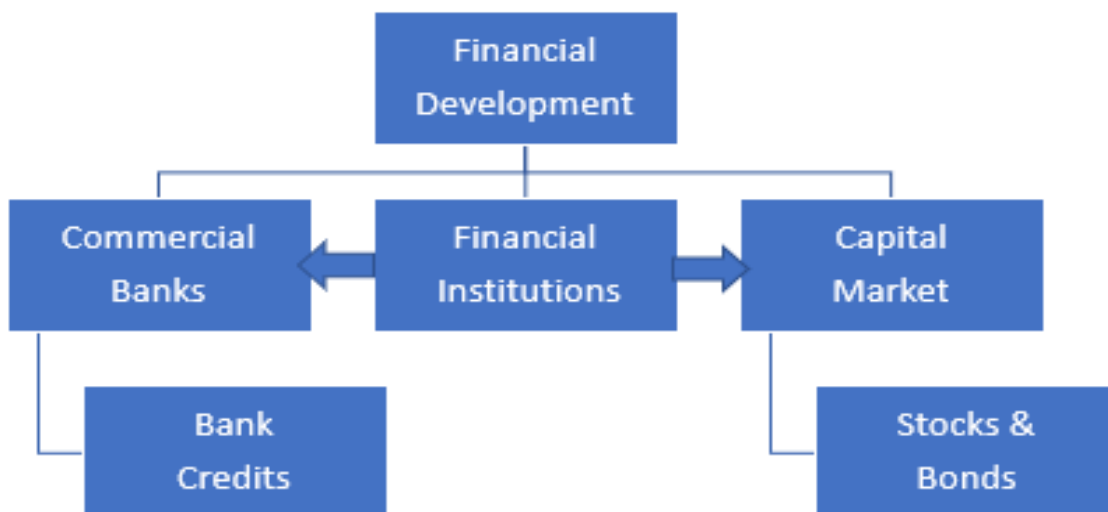 Financial
Development
Commercial
Banks
Financial
Institutions
Capital
Market
Bank
Credits
Stocks &
Bonds